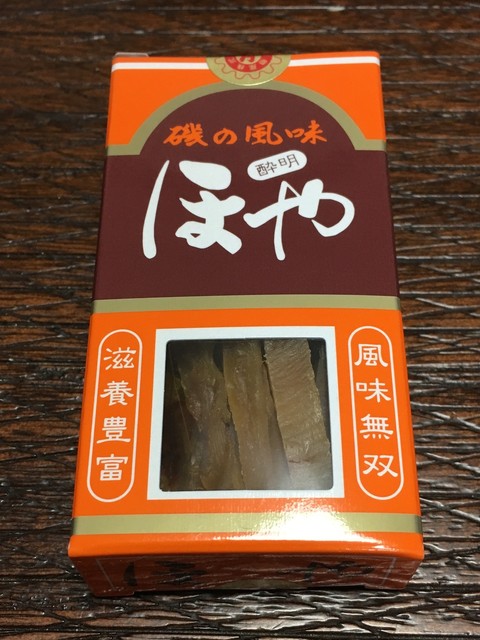 磯の風味
酔明
ほや
滋養豊富
風味無双